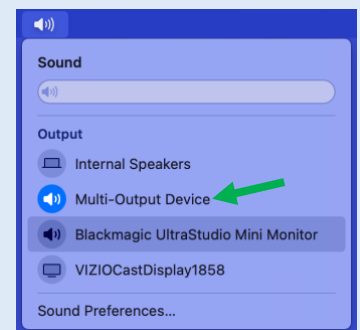 Sound
Output
Internal Speakers
Multi-Output Device
Blackmagic UltraStudio Mini Monitor
VIZIOCastDisplay1858
Sound Preferences...